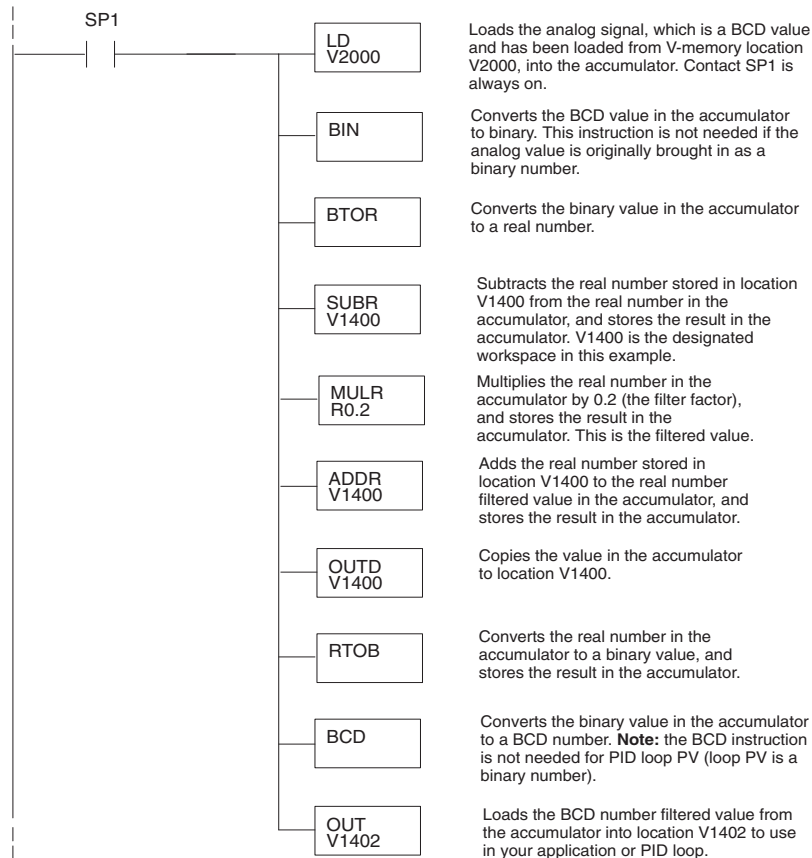 SP1
LD
V2000
Loads the analog signal, which is a BCD value
and has been loaded from V-memory location
V2000, into the accumulator. Contact SP1 is
always on.
BIN
Converts the BCD value in the accumulator
to binary. This instruction is not needed if the
analog value is originally brought in as a
binary number.
BTOR
Converts the binary value in the accumulator
to a real number.
SUBR
V1400
Subtracts the real number stored in location
V1400 from the real number in the
accumulator, and stores the result in the
accumulator. V1400 is the designated
workspace in this example.
MULR
R0.2
Multiplies the real number in the
accumulator by 0.2 (the filter factor),
and stores the result in the
accumulator. This is the filtered value.
ADDR
V1400
Adds the real number stored in
location V1400 to the real number
filtered value in the accumulator, and
stores the result in the accumulator.
OUTD
V1400
Copies the value in the accumulator
to location V1400.
RTOB
Converts the real number in the
accumulator to a binary value, and
stores the result in the accumulator.
BCD
Converts the binary value in the accumulator
to a BCD number. Note: the BCD instruction
is not needed for PID loop PV (loop PV is a
binary number).
OUT
V1402
Loads the BCD number filtered value from
the accumulator into location V1402 to use
in your application or PID loop.